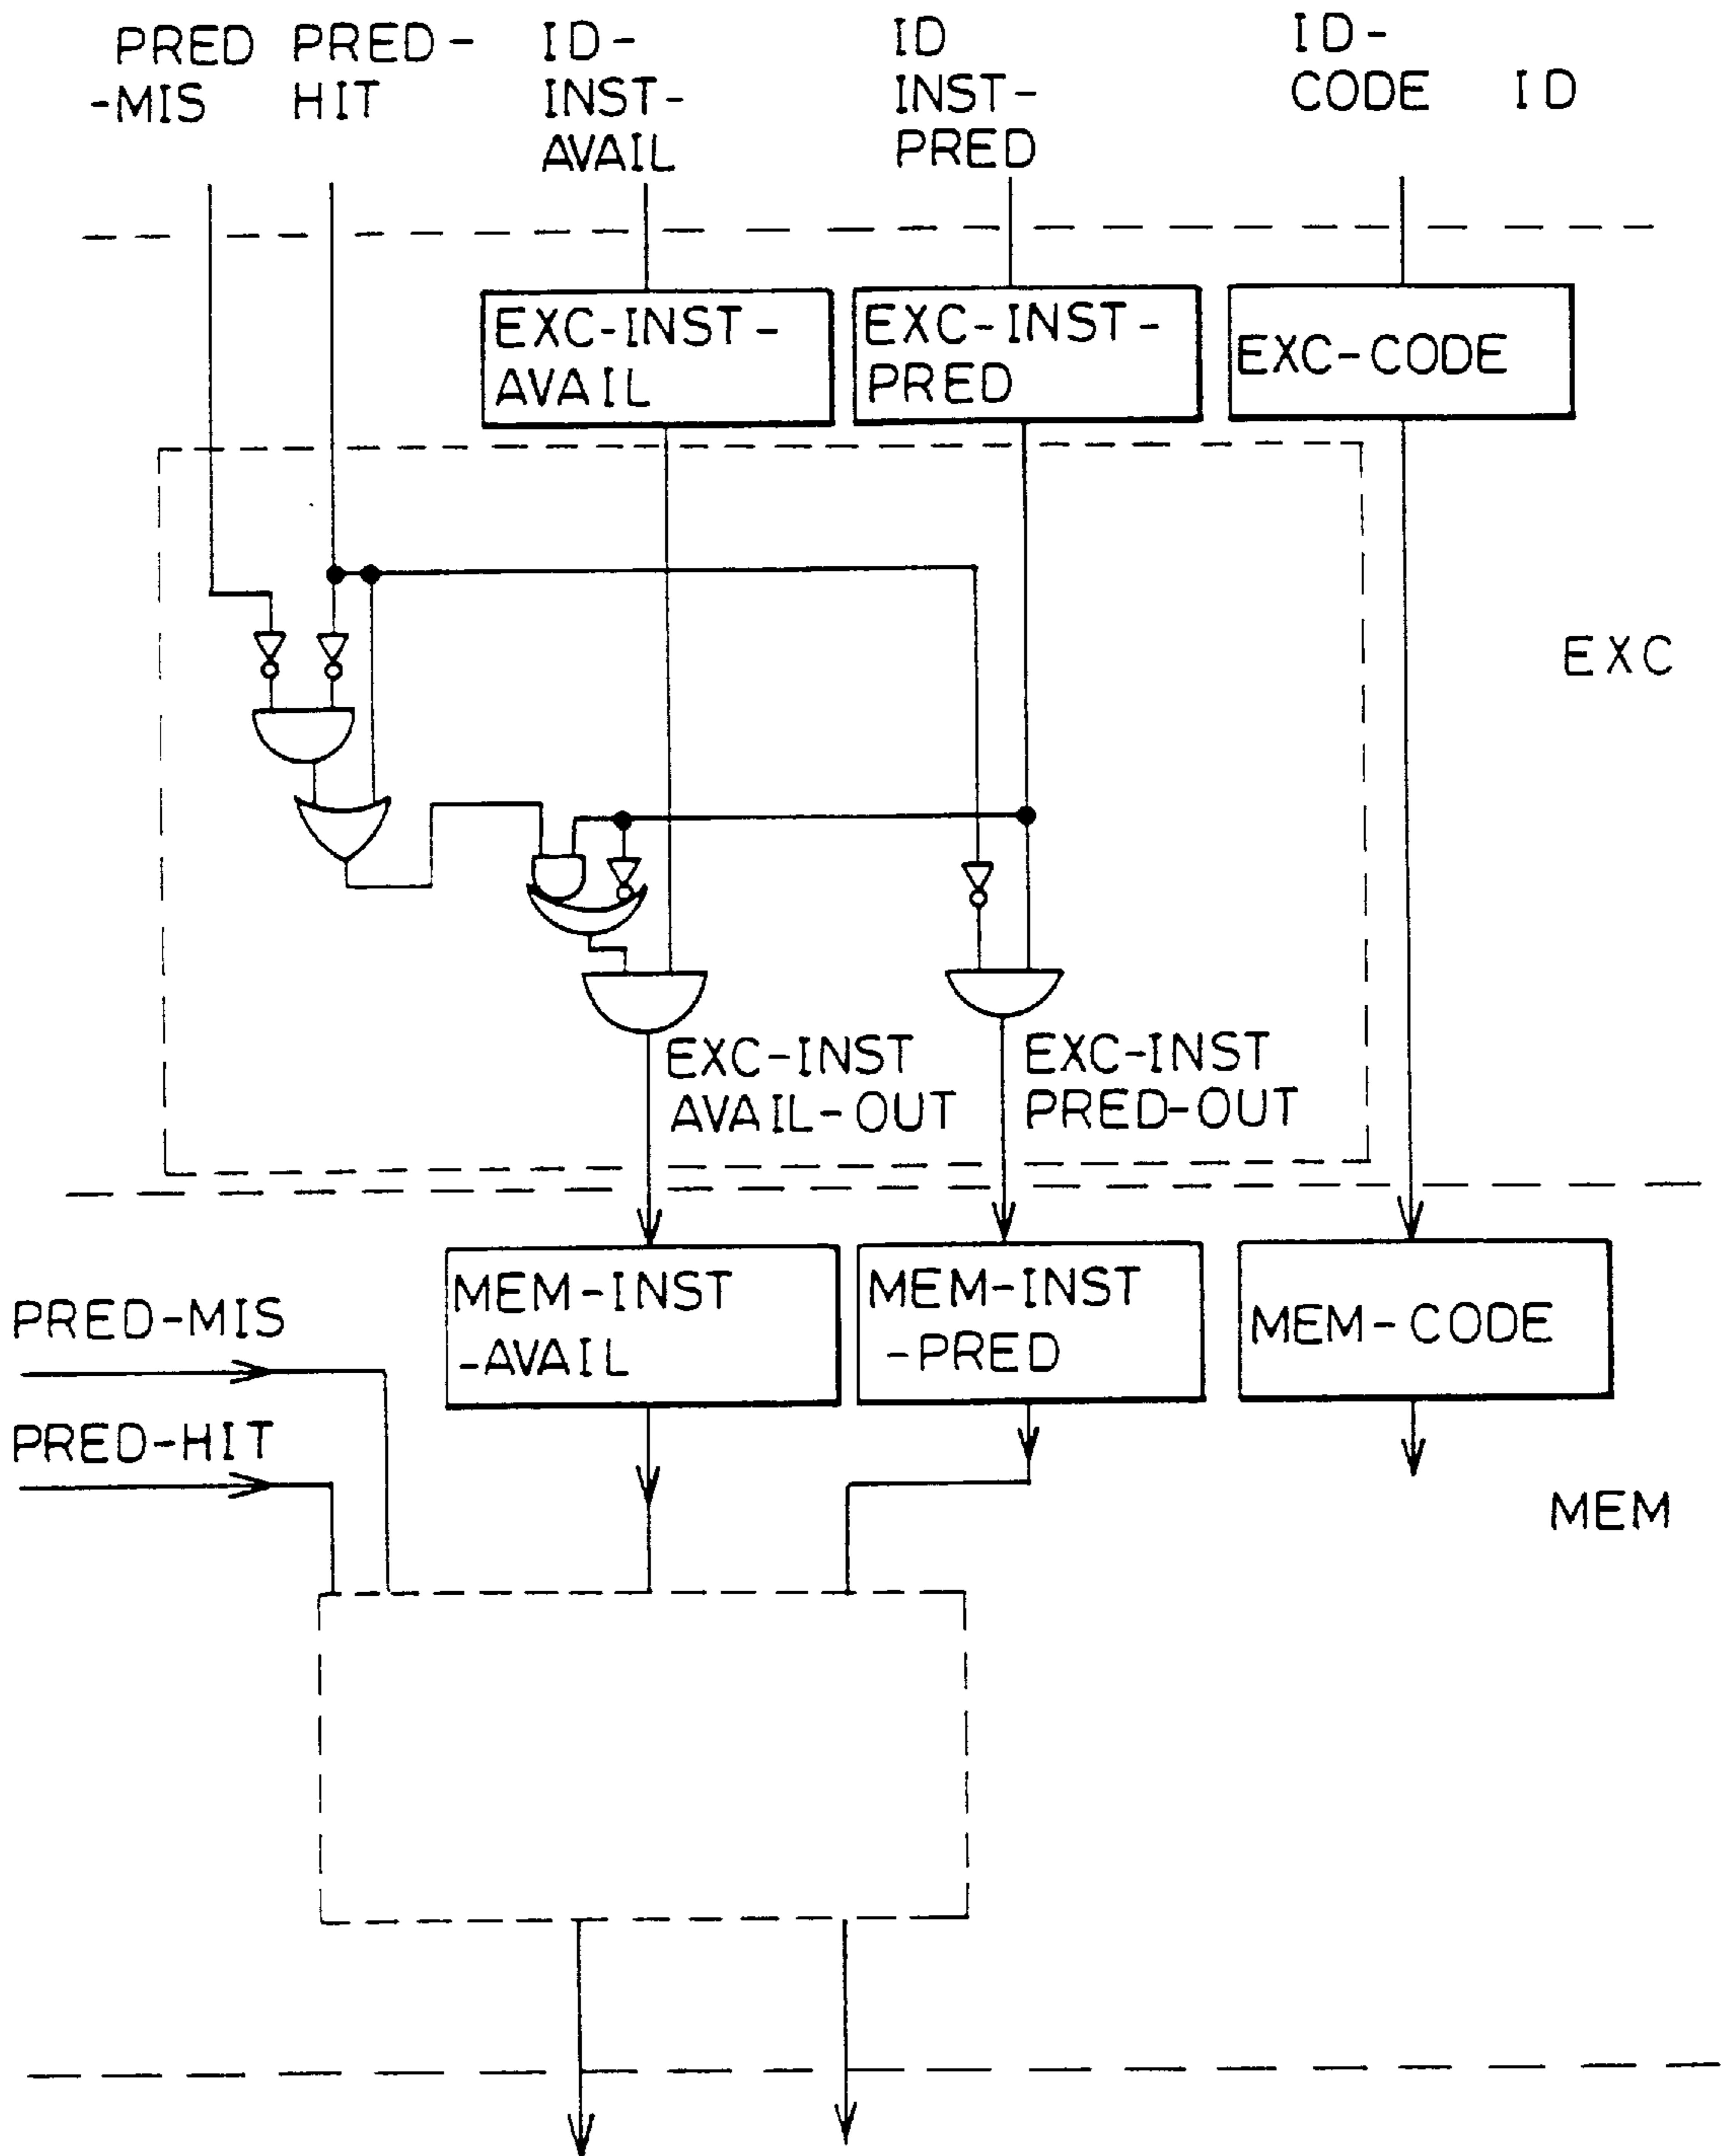 PRED
-MIS
PRED-
HIT
ID-
INST-
AVAIL
ID
INST-
PRED
ID-
CODE
ID
EXC-INST-
AVAIL
EXC-INST-
PRED
EXC-CODE
EXC
EXC-INST
AVAIL-OUT
EXC-INST
PRED-OUT
MEM-INST
-AVAIL
MEM-INST
-PRED
MEM-CODE
PRED-MIS
PRED-HIT
MEM